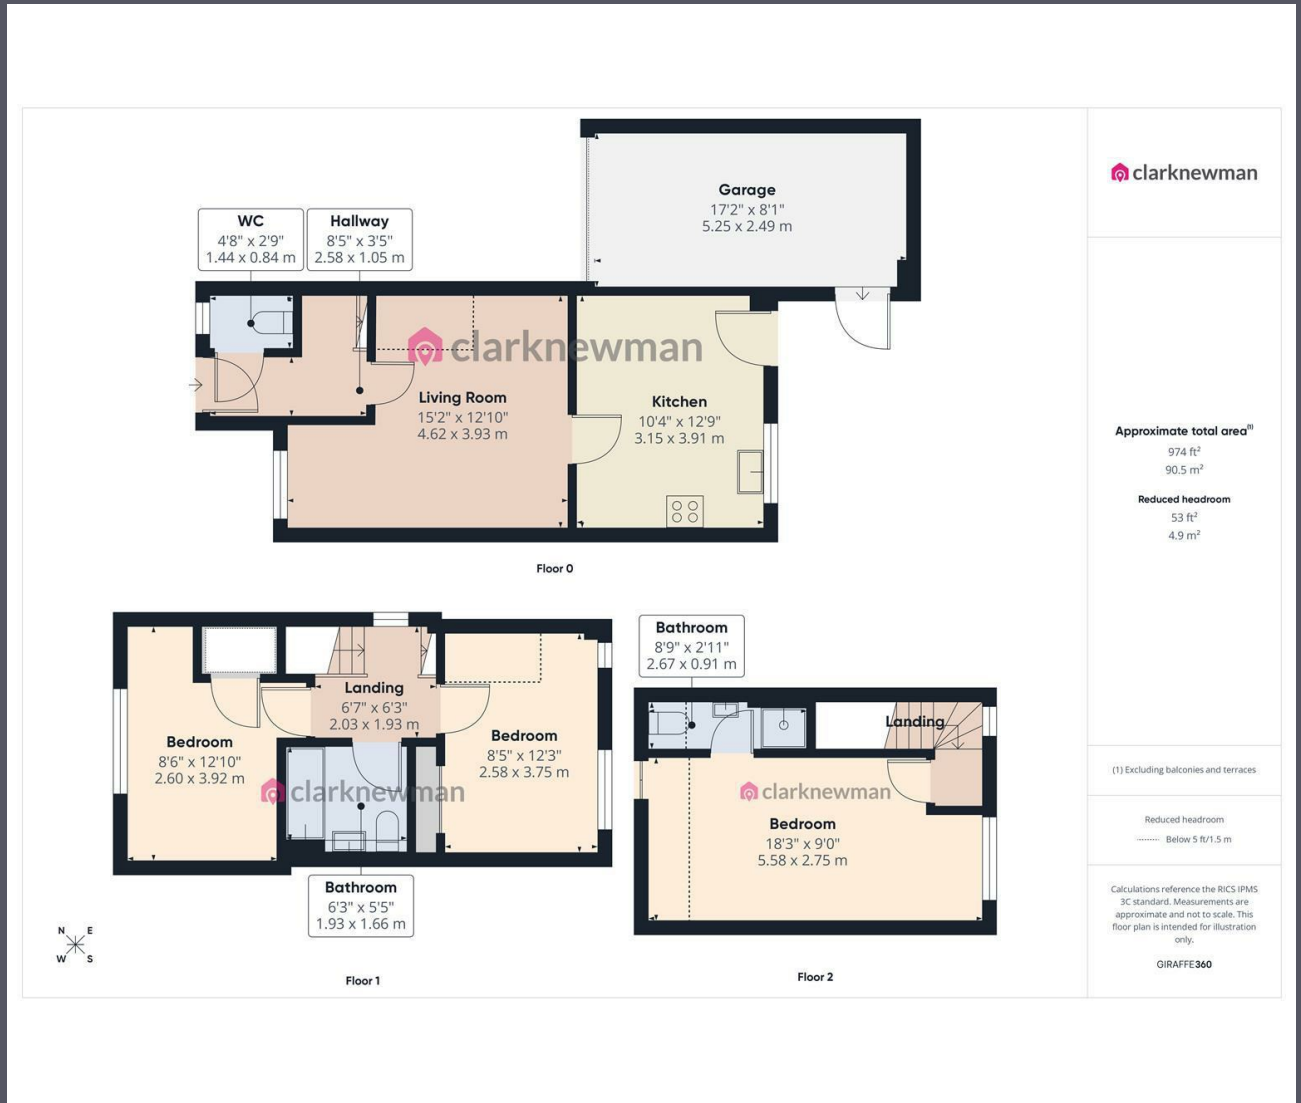 Garage
17'2" x 8'1"
5.25 x 2.49 m
WC
4'8" x 2'9"
1.44 x 0.84 m
Hallway
8'5" x 3'5"
2.58 x 1.05 m
clarknewman
Living Room
15'2" x 12'10"
4.62 x 3.93 m
Kitchen
10'4" x 12'9"
3.15 x 3.91 m
Floor 0
Landing
6'7" x 6'3"
2.03 x 1.93 m
Bedroom
8'6" x 12'10"
2.60 x 3.92 m
Bedroom
8'5" x 12'3"
2.58 x 3.75 m
clarknewman
Bathroom
6'3" x 5'5"
1.93 x 1.66 m
Floor 1
Bathroom
8'9" x 2'11"
2.67 x 0.91 m
Landing
clarknewman
Bedroom
18'3" x 9'0"
5.58 x 2.75 m
Floor 2
N E
W S
clarknewman
Approximate total area(1)
974 ft²
90.5 m²
Reduced headroom
53 ft²
4.9 m²
(1) Excluding balconies and terraces
Reduced headroom
Below 5 ft/1.5 m
Calculations reference the RICS IPMS
3C standard. Measurements are
approximate and not to scale. This
floor plan is intended for illustration
only.
GIRAFFE360